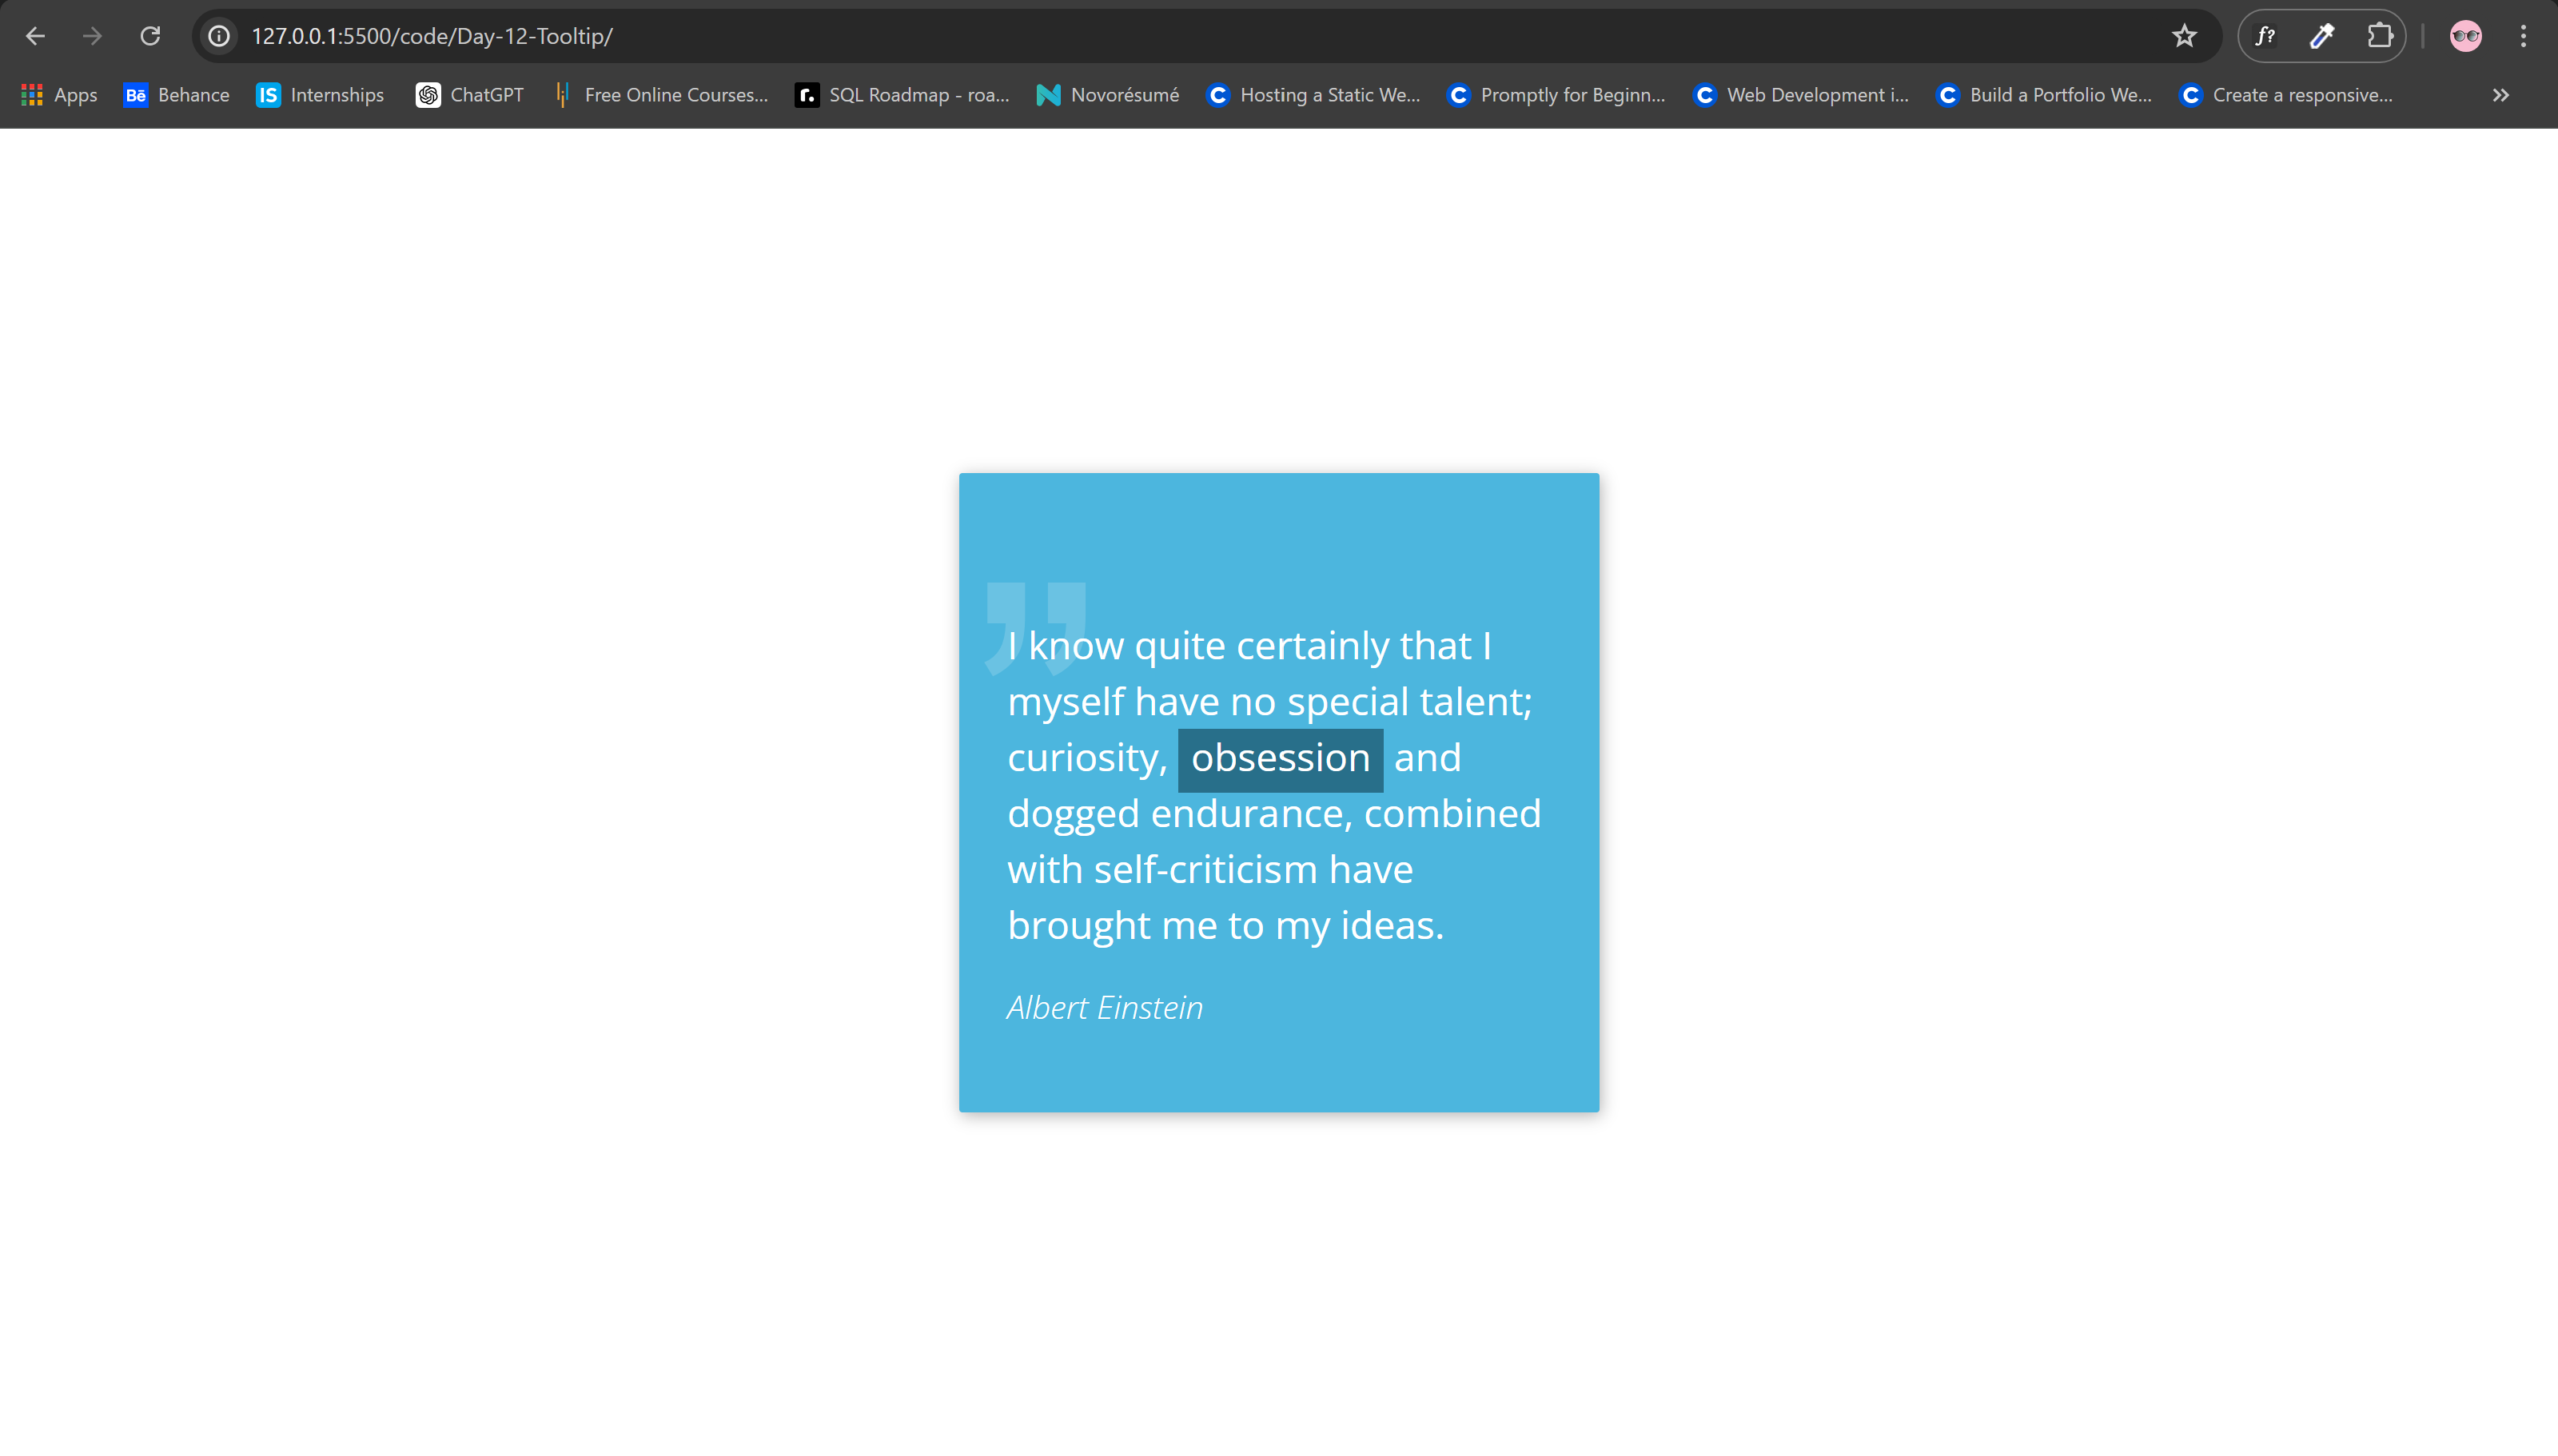 127.0.0.1:5500/code/Day-12-Tooltip/
f?
Apps Bē Behance IS Internships ChatGPT Free Online Courses... r. SQL Roadmap - roa... Novorésumé C Hosting a Static We... C Promptly for Beginn... C Web Development i... C Build a Portfolio We... C Create a responsive... »
”
I know quite certainly that I
myself have no special talent;
curiosity, obsession and
dogged endurance, combined
with self-criticism have
brought me to my ideas.
Albert Einstein